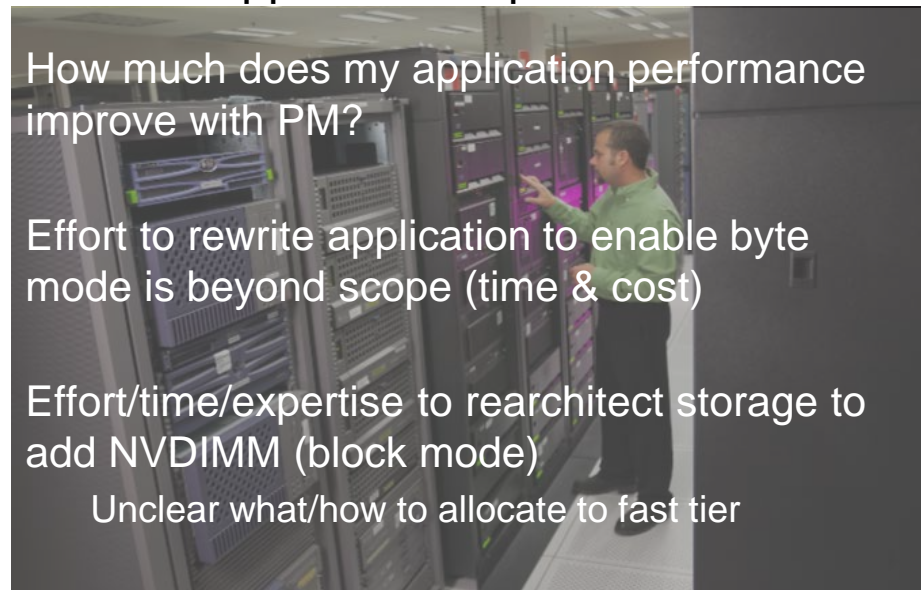 How much does my application performance
improve with PM?
Effort to rewrite application to enable byte
mode is beyond scope (time & cost)
Effort/time/expertise to rearchitect storage to
add NVDIMM (block mode)
Unclear what/how to allocate to fast tier